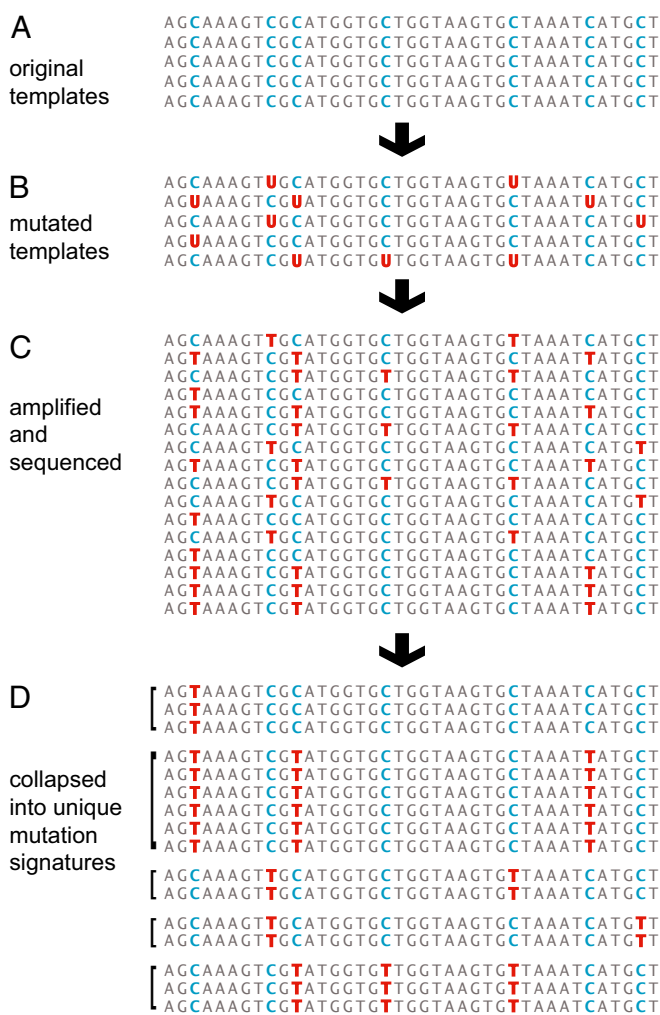 A
AGCAAAGTCGCATGGTGCTGGTAAGTGCTAAATCATGCT
AGCAAAGTCGCATGGTGCTGGTAAGTGCTAAATCATGCT
AGCAAAGTCGCATGGTGCTGGTAAGTGCTAAATCATGCT
AGCAAAGTCGCATGGTGCTGGTAAGTGCTAAATCATGCT
AGCAAAGTCGCATGGTGCTGGTAAGTGCTAAATCATGCT
original
templates
B
AGCAAAGTUGCATGGTGCTGGTAAGTGUTAAATCATGCT
AGUAAAGTCGUATGGTGCTGGTAAGTGCTAAATUATGCT
AGCAAAGTUGCATGGTGCTGGTAAGTGCTAAATCATGUT
AGUAAAGTCGCATGGTGCTGGTAAGTGCTAAATCATGCT
AGCAAAGTCGUATGGTGUTGGTAAGTGUTAAATCATGCT
mutated
templates
C
AGCAAAGTTGCATGGTGCTGGTAAGTGTTAAATCATGCT
AGTAAAGTCGTATGGTGCTGGTAAGTGCTAAATTATGCT
AGCAAAGTCGTATGGTGTTGGTAAGTGTTAAATCATGCT
AGTAAAGTCGCATGGTGCTGGTAAGTGCTAAATCATGCT
AGTAAAGTCGTATGGTGCTGGTAAGTGCTAAATTATGCT
AGCAAAGTCGTATGGTGTTGGTAAGTGTTAAATCATGCT
AGCAAAGTTGCATGGTGCTGGTAAGTGCTAAATCATGTT
AGTAAAGTCGTATGGTGCTGGTAAGTGCTAAATTATGCT
AGCAAAGTCGTATGGTGTTGGTAAGTGTTAAATCATGCT
AGCAAAGTTGCATGGTGCTGGTAAGTGCTAAATCATGTT
AGTAAAGTCGCATGGTGCTGGTAAGTGCTAAATCATGCT
AGCAAAGTTGCATGGTGCTGGTAAGTGTTAAATCATGCT
AGTAAAGTCGCATGGTGCTGGTAAGTGCTAAATCATGCT
AGTAAAGTCGTATGGTGCTGGTAAGTGCTAAATTATGCT
AGTAAAGTCGTATGGTGCTGGTAAGTGCTAAATTATGCT
AGTAAAGTCGTATGGTGCTGGTAAGTGCTAAATTATGCT
amplified
and
sequenced
D
AGTAAAGTCGCATGGTGCTGGTAAGTGCTAAATCATGCT
AGTAAAGTCGCATGGTGCTGGTAAGTGCTAAATCATGCT
AGTAAAGTCGCATGGTGCTGGTAAGTGCTAAATCATGCT
AGTAAAGTCGTATGGTGCTGGTAAGTGCTAAATTATGCT
AGTAAAGTCGTATGGTGCTGGTAAGTGCTAAATTATGCT
AGTAAAGTCGTATGGTGCTGGTAAGTGCTAAATTATGCT
AGTAAAGTCGTATGGTGCTGGTAAGTGCTAAATTATGCT
AGTAAAGTCGTATGGTGCTGGTAAGTGCTAAATTATGCT
AGTAAAGTCGTATGGTGCTGGTAAGTGCTAAATTATGCT
AGCAAAGTTGCATGGTGCTGGTAAGTGTTAAATCATGCT
AGCAAAGTTGCATGGTGCTGGTAAGTGTTAAATCATGCT
AGCAAAGTTGCATGGTGCTGGTAAGTGCTAAATCATGTT
AGCAAAGTTGCATGGTGCTGGTAAGTGCTAAATCATGTT
AGCAAAGTCGTATGGTGTTGGTAAGTGTTAAATCATGCT
AGCAAAGTCGTATGGTGTTGGTAAGTGTTAAATCATGCT
AGCAAAGTCGTATGGTGTTGGTAAGTGTTAAATCATGCT
collapsed
into unique
mutation
signatures